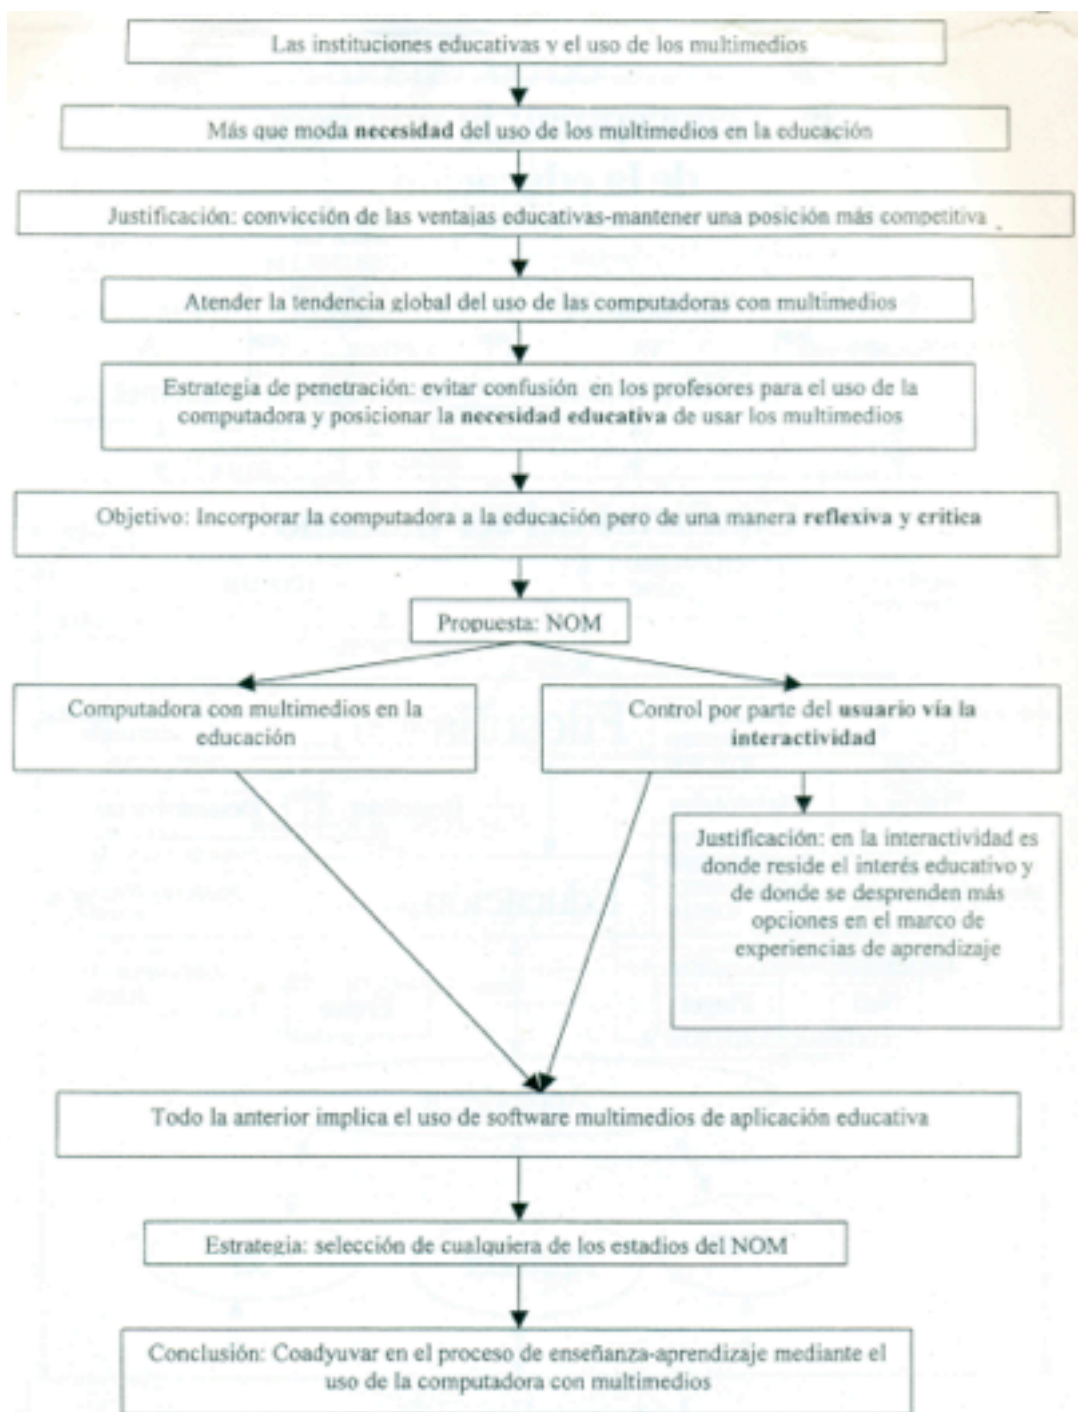 Las instituciones educativas y el uso de los multimedios
Más que moda necesidad del uso de los multimedios en la educación
Justificación: convicción de las ventajas educativas-mantener una posición más competitiva
Atender la tendencia global del uso de las computadoras con multimedios
Estrategia de penetración: evitar confusión en los profesores para el uso de la
computadora y posicionar la necesidad educativa de usar los multimedios
Objetivo: Incorporar la computadora a la educación pero de una manera reflexiva y critica
Propuesta: NOM
Computadora con multimedios en la
educación
Control por parte del usuario vía la
interactividad
Justificación: en la interactividad es
donde reside el interés educativo y
de donde se desprenden más
opciones en el marco de
experiencias de aprendizaje
Todo la anterior implica el uso de software multimedios de aplicación educativa
Estrategia: selección de cualquiera de los estadios del NOM
Conclusión: Coadyuvar en el proceso de enseñanza-aprendizaje mediante el
uso de la computadora con multimedios